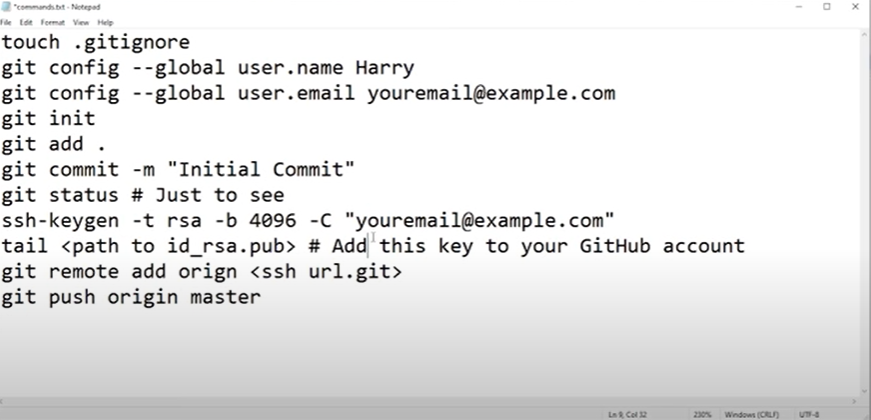 *commands.txt - Notepad
File Edit Format View Help
touch .gitignore
git config --global user.name Harry
git config --global user.email youremail@example.com
git init
git add .
git commit -m "Initial Commit"
git status # Just to see
ssh-keygen -t rsa -b 4096 -C "youremail@example.com"
tail <path to id_rsa.pub> # Add this key to your GitHub account
git remote add orign <ssh url.git>
git push origin master
Ln 9, Col 32 230% Windows (CRLF) UTF-8